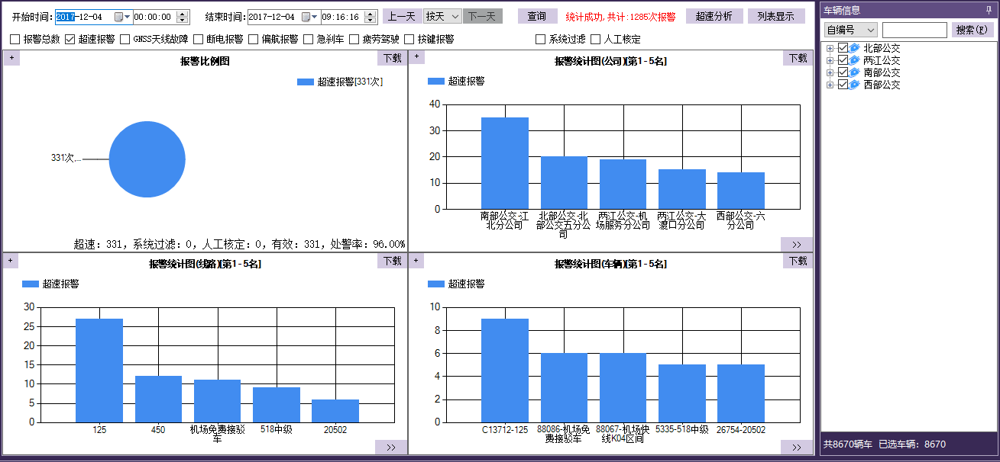 开始时间: 2017-12-04 00:00:00 结束时间: 2017-12-04 09:16:16 上一天 按天 下一天 查询 统计成功,共计:1285次报警 超速分析 列表显示
报警总数 超速报警 GNSS天线故障 断电报警 偏航报警 急刹车 疲劳驾驶 按键报警 系统过滤 人工核定
+ 报警比例图 下载
超速报警[331次]
331次,...
超速: 331, 系统过滤: 0, 人工核定: 0, 有效: 331, 处警率: 96.00%
+ 报警统计图(公司)[第1-5名] 下载
超速报警
40
30
20
10
0
南部公交-江北分公司 北部公交-北部公交五分公司 两江公交-机场服务分公司 两江公交-大渡口分公司 西部公交-六分公司
>>
+ 报警统计图(线路)[第1-5名] 下载
超速报警
30
25
20
15
10
5
0
125 450 机场免费接驳车 518中级 20502
>>
+ 报警统计图(车辆)[第1-5名] 下载
超速报警
10
8
6
4
2
0
C13712-125 88086-机场免费接驳车 88067-机场快线K04区间 5335-518中级 26754-20502
>>
车辆信息
自编号 搜索(F)
北部公交
两江公交
南部公交
西部公交
共8670辆车 已选车辆: 8670